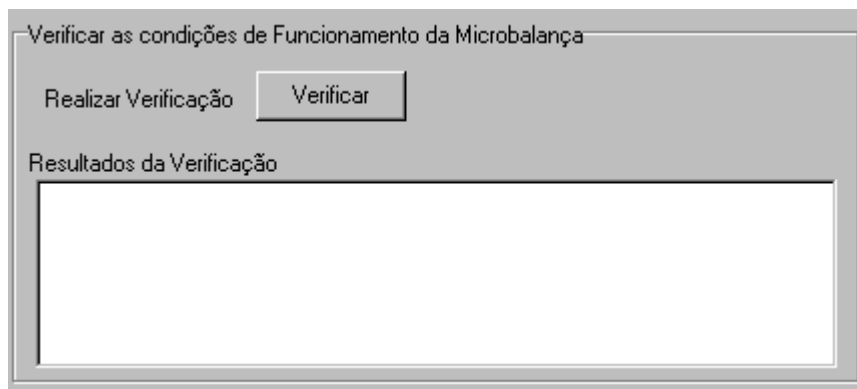 Verificar as condições de Funcionamento da Microbalança
Realizar Verificação Verificar
Resultados da Verificação